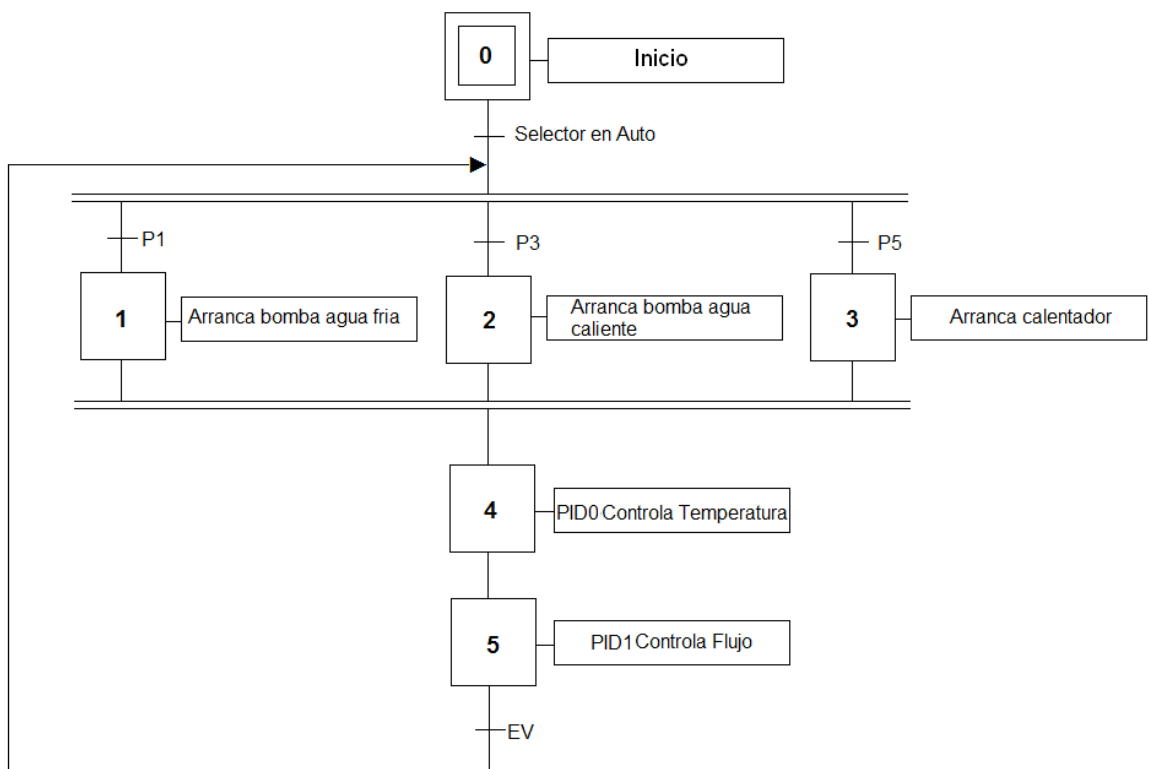 0
Inicio
Selector en Auto
P1
P3
P5
1
Arranca bomba agua fria
2
Arranca bomba agua
caliente
3
Arranca calentador
4
PID0 Controla Temperatura
5
PID1 Controla Flujo
EV